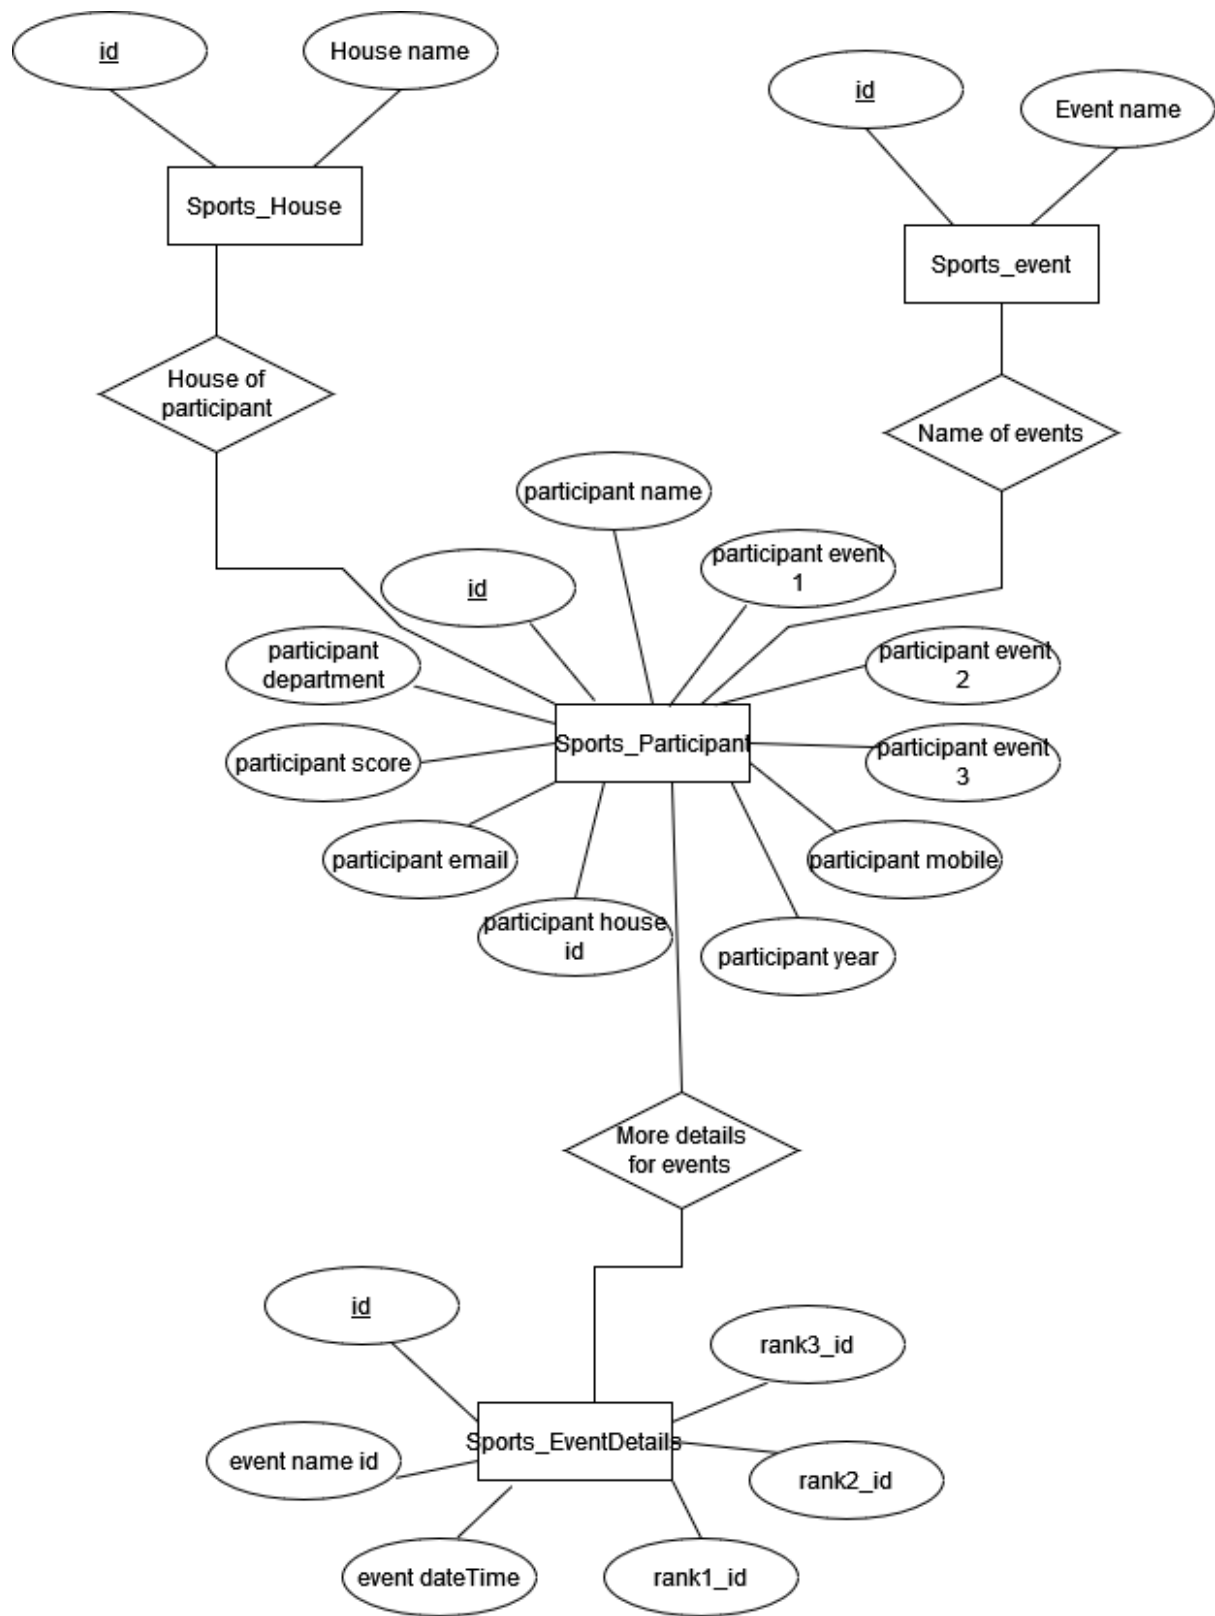 id
House name
id
Event name
Sports_House
Sports_event
House of
participant
Name of events
participant name
participant event
1
id
participant
department
participant event
2
participant score
Sports_Participant
participant event
3
participant email
participant mobile
participant house
id
participant year
More details
for events
id
rank3_id
event name id
Sports_EventDetails
rank2_id
event dateTime
rank1_id